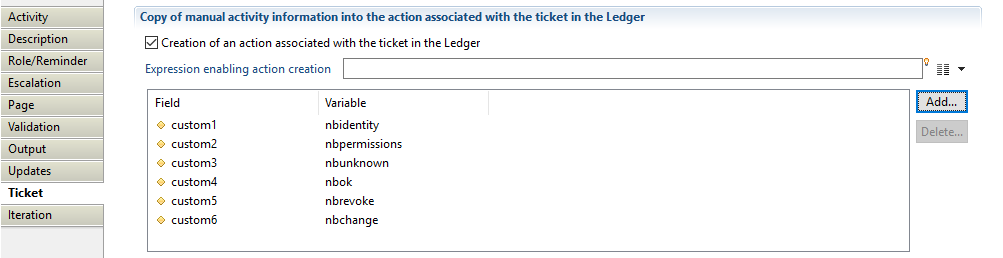 Activity
Description
Role/Reminder
Escalation
Page
Validation
Output
Updates
Ticket
Iteration
Copy of manual activity information into the action associated with the ticket in the Ledger
Creation of an action associated with the ticket in the Ledger
Expression enabling action creation
Field Variable
custom1 nbidentity
custom2 nbpermissions
custom3 nbunknown
custom4 nbok
custom5 nbrevoke
custom6 nbchange
Add...
Delete...